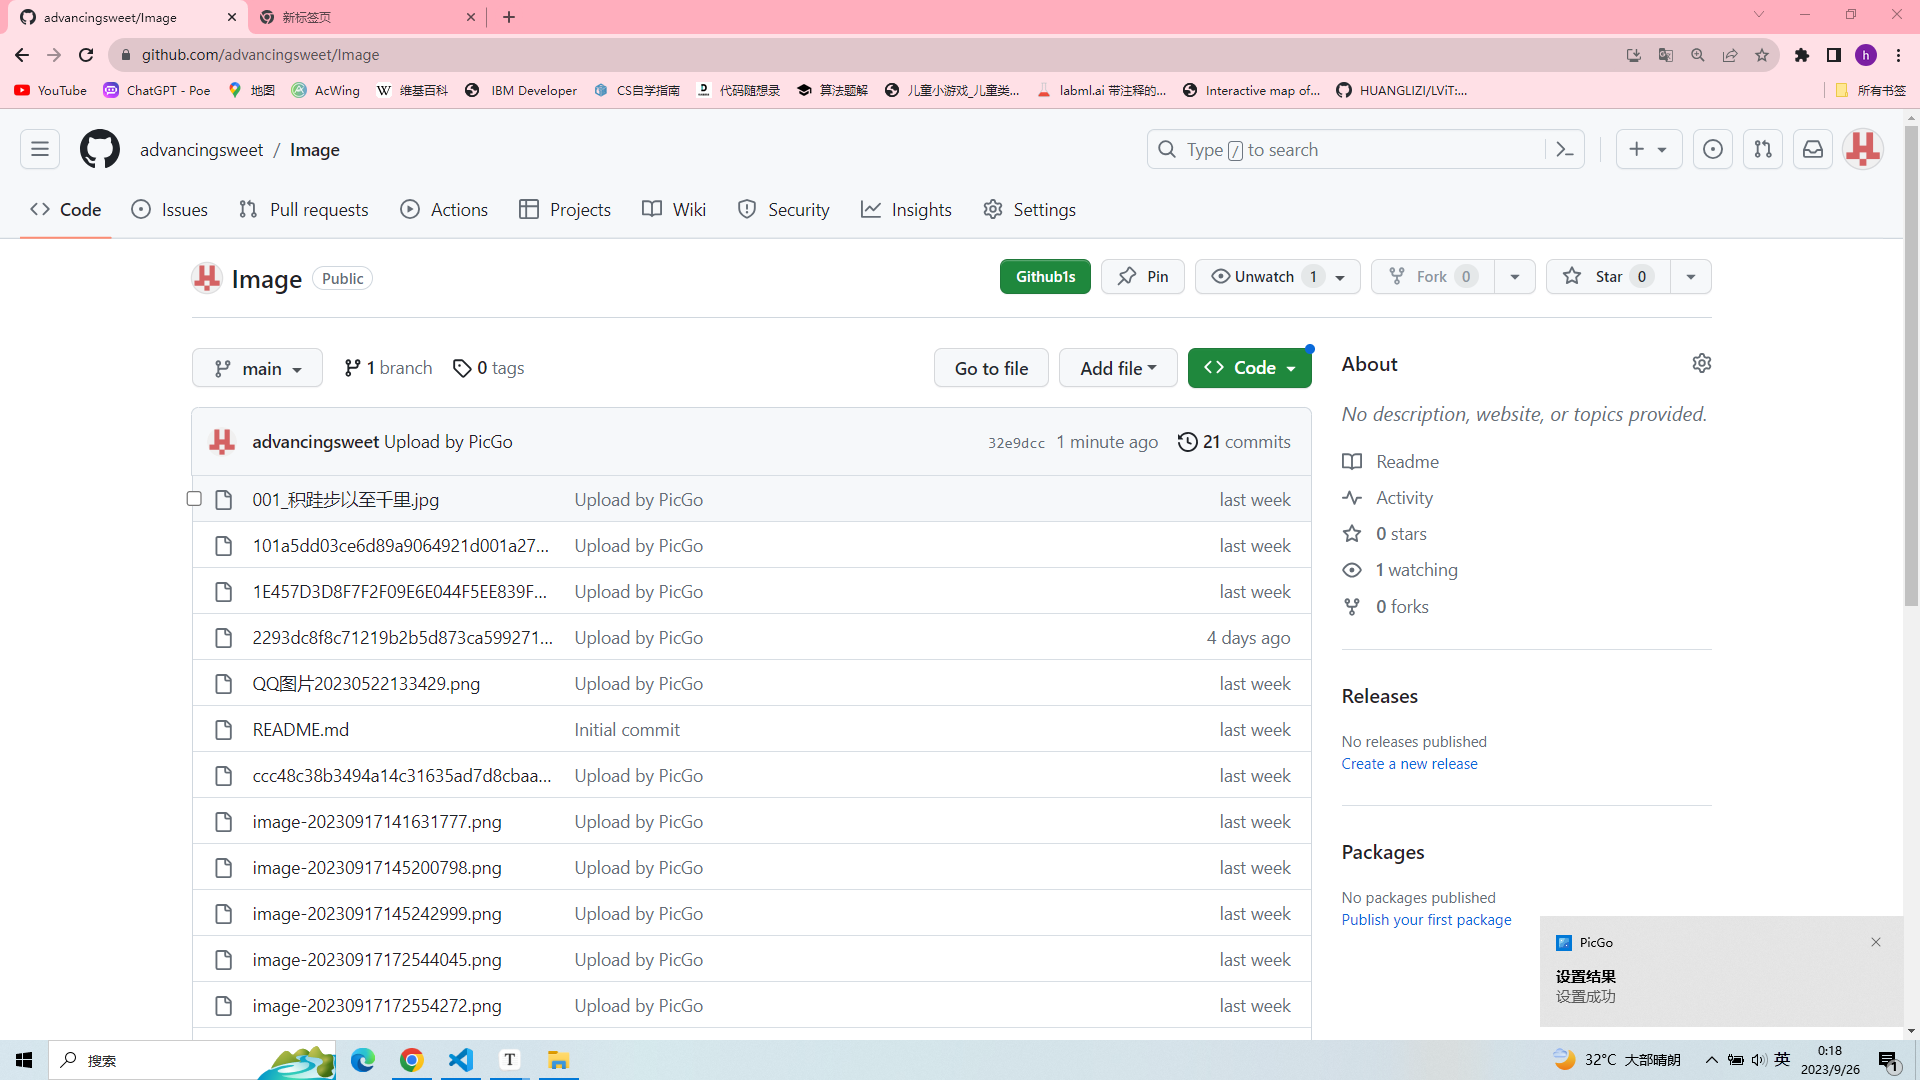 advancingsweet/Image
新标签页
github.com/advancingsweet/Image
h
YouTube
ChatGPT - Poe
地图
AcWing
维基百科
IBM Developer
CS自学指南
代码随想录
算法题解
儿童小游戏_儿童类...
labml.ai 带注释的...
Interactive map of...
HUANGLIZI/LViT:...
所有书签
advancingsweet / Image
Type / to search
Code
Issues
Pull requests
Actions
Projects
Wiki
Security
Insights
Settings
Image
Public
Github1s
Pin
Unwatch 1
Fork 0
Star 0
main
1 branch
0 tags
Go to file
Add file
Code
advancingsweet Upload by PicGo
32e9dcc 1 minute ago
21 commits
001_积跬步以至千里.jpg
Upload by PicGo
last week
101a5dd03ce6d89a9064921d001a27...
Upload by PicGo
last week
1E457D3D8F7F2F09E6E044F5EE839F...
Upload by PicGo
last week
2293dc8f8c71219b2b5d873ca599271...
Upload by PicGo
4 days ago
QQ图片20230522133429.png
Upload by PicGo
last week
README.md
Initial commit
last week
ccc48c38b3494a14c31635ad7d8cbaa...
Upload by PicGo
last week
image-20230917141631777.png
Upload by PicGo
last week
image-20230917145200798.png
Upload by PicGo
last week
image-20230917145242999.png
Upload by PicGo
last week
image-20230917172544045.png
Upload by PicGo
last week
image-20230917172554272.png
Upload by PicGo
last week
About
No description, website, or topics provided.
Readme
Activity
0 stars
1 watching
0 forks
Releases
No releases published
Create a new release
Packages
No packages published
Publish your first package
PicGo
设置结果
设置成功
搜索
T
32°C 大部晴朗
英
0:18
2023/9/26
1